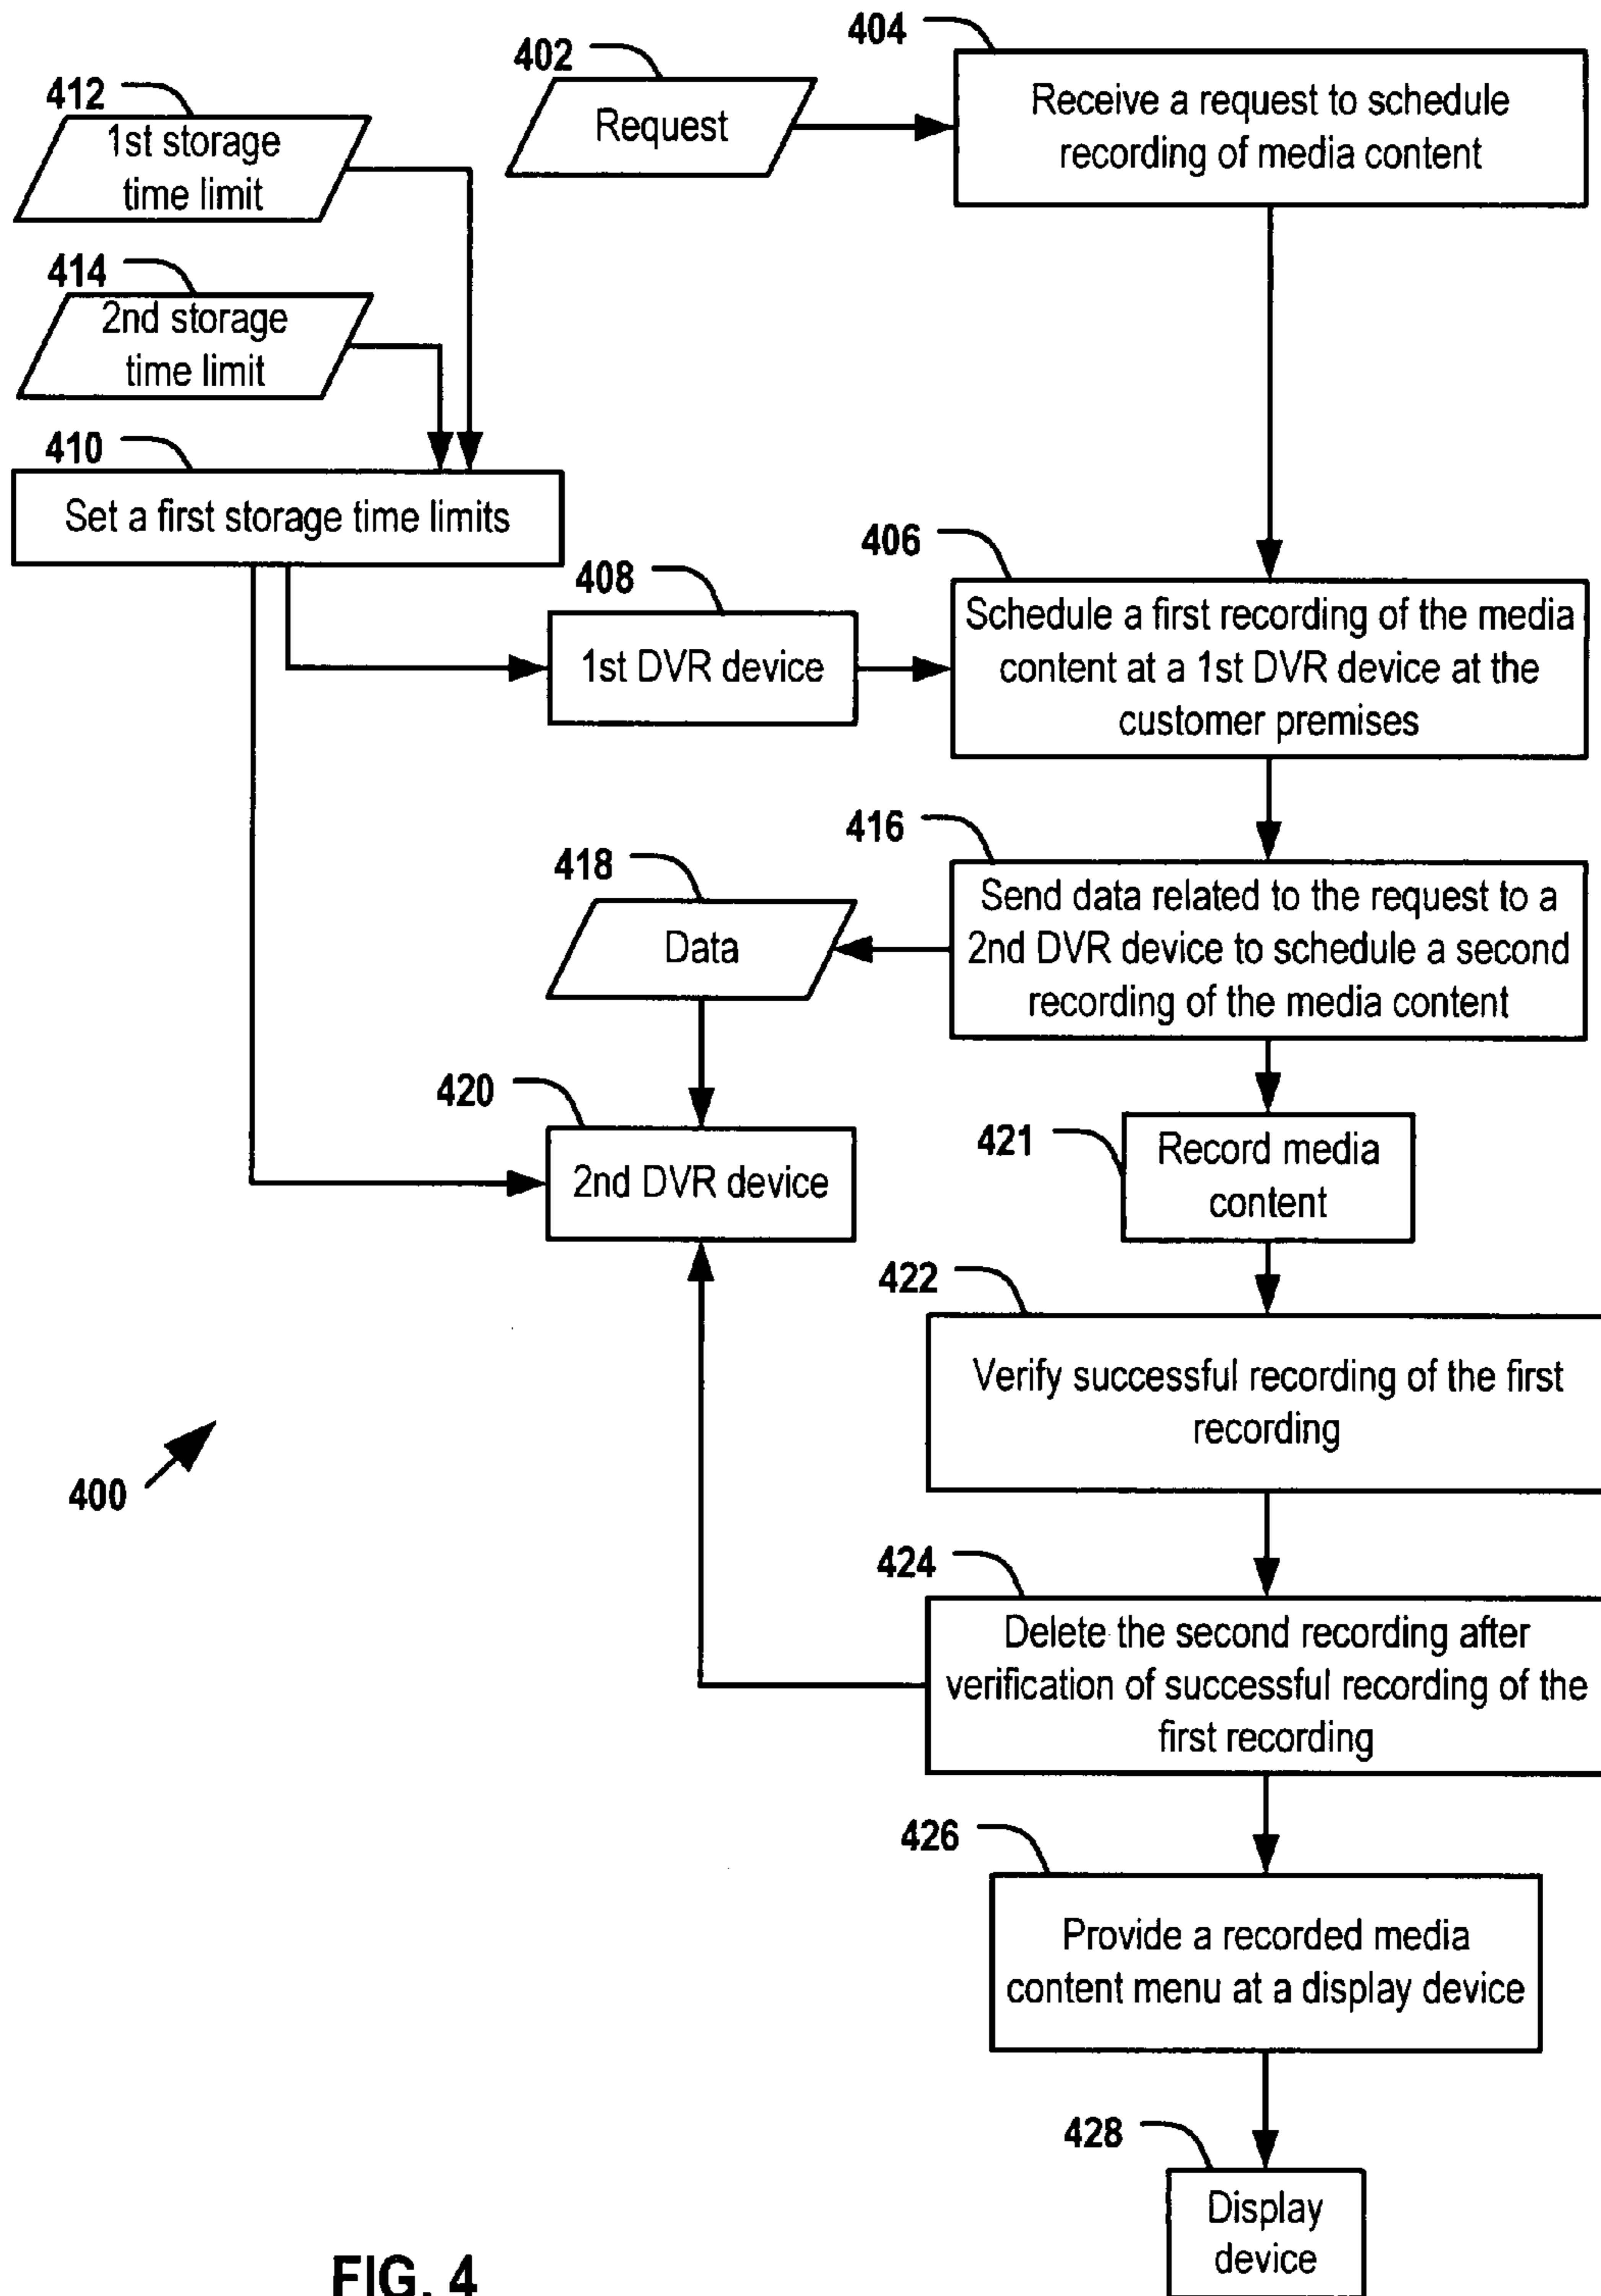 404
402
Request
Receive a request to schedule
recording of media content
412
1st storage
time limit
414
2nd storage
time limit
410
Set a first storage time limits
408
1st DVR device
406
Schedule a first recording of the media
content at a 1st DVR device at the
customer premises
416
Send data related to the request to a
2nd DVR device to schedule a second
recording of the media content
418
Data
420
2nd DVR device
421
Record media
content
422
Verify successful recording of the first
recording
400
424
Delete the second recording after
verification of successful recording of the
first recording
426
Provide a recorded media
content menu at a display device
428
Display
device
FIG. 4